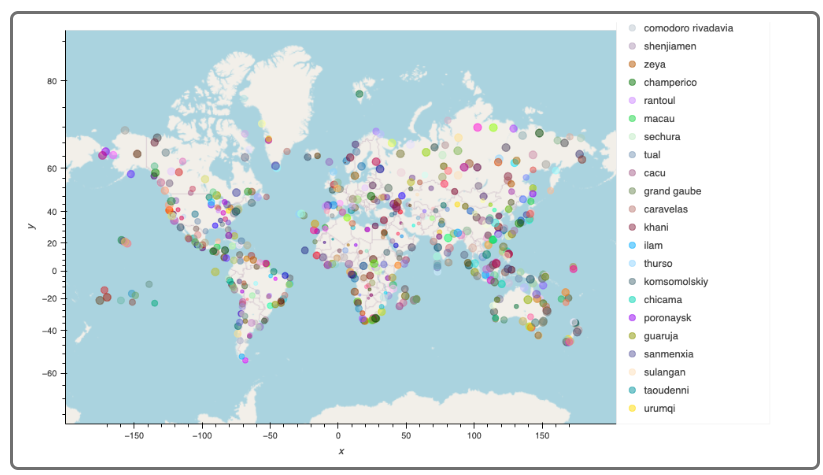 comodoro rivadavia
shenjiamen
zeya
champerico
rantoul
macau
sechura
tual
cacu
grand gaube
caravelas
khani
ilam
thurso
komsomolskiy
chicama
poronaysk
guaruja
sanmenxia
sulangan
taoudenni
urumqi
80
60
40
20
0
−20
−40
−60
y
−150
−100
−50
0
50
100
150
x